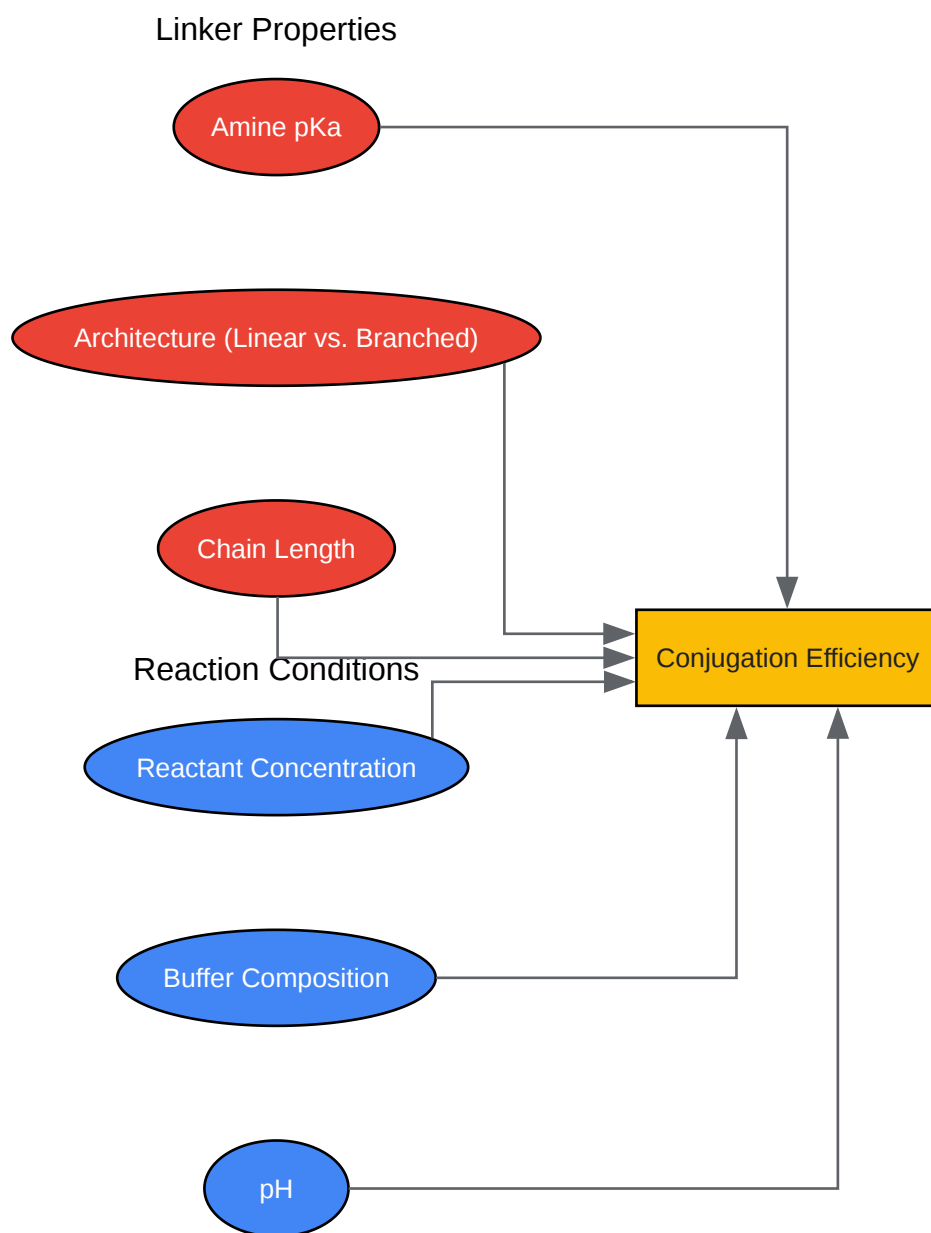 Linker Properties
Amine pKa
Architecture (Linear vs. Branched)
Chain Length
Conjugation Efficiency
Reaction Conditions
Reactant Concentration
Buffer Composition
pH